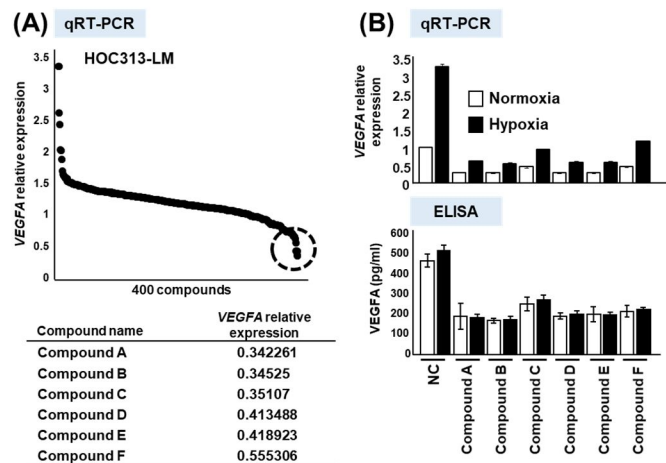 (A)
qRT-PCR
HOC313-LM
VEGFA relative expression
3.5
3
2.5
2
1.5
1
0.5
0
400 compounds
Compound name
VEGFA relative
expression
Compound A 0.342261
Compound B 0.34525
Compound C 0.35107
Compound D 0.413488
Compound E 0.418923
Compound F 0.555306
(B)
qRT-PCR
VEGFA relative
expression
3.5
3
2.5
2
1.5
1
0.5
0
Normoxia
Hypoxia
ELISA
VEGFA (pg/ml)
600
500
400
300
200
100
0
NC
Compound A
Compound B
Compound C
Compound D
Compound E
Compound F